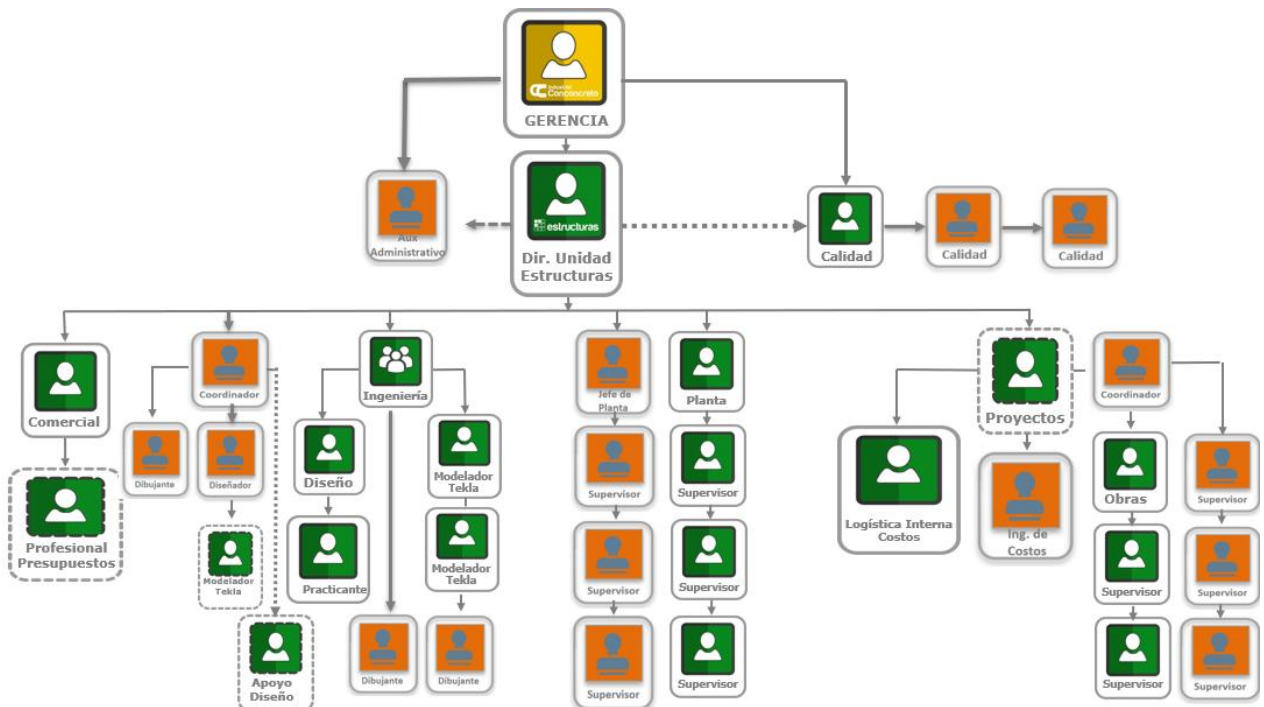 Industrial
Conconcreto
GERENCIA
estructuras
Dir. Unidad
Estructuras
Aux
Administrativo
Calidad
Calidad
Calidad
Comercial
Profesional
Presupuestos
Coordinador
Dibujante
Diseñador
Modelador
Tekla
Apoyo
Diseño
Ingeniería
Diseño
Practicante
Dibujante
Modelador
Tekla
Modelador
Tekla
Dibujante
Jefe de
Planta
Supervisor
Supervisor
Supervisor
Planta
Supervisor
Supervisor
Supervisor
Proyectos
Logística Interna
Costos
Ing. de
Costos
Coordinador
Obras
Supervisor
Supervisor
Supervisor
Supervisor
Supervisor